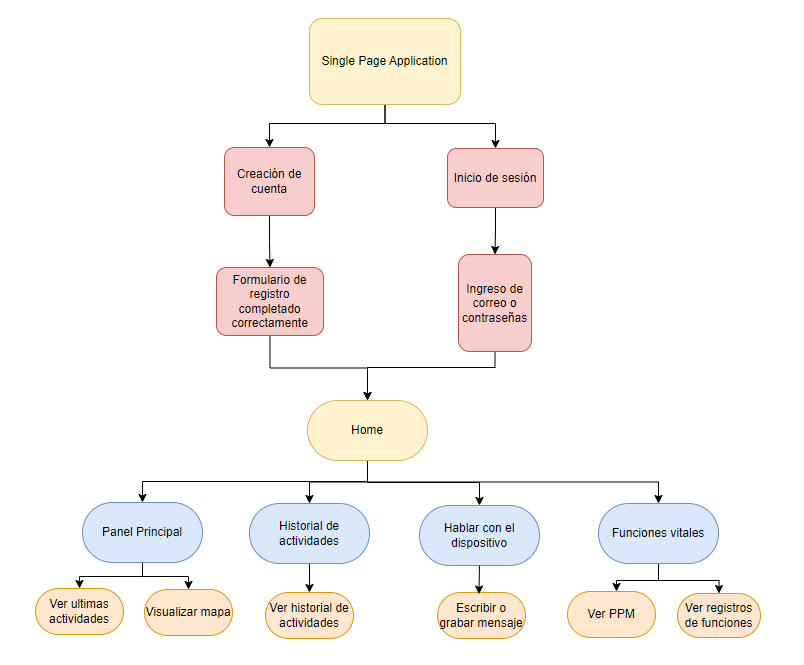 Single Page Application
Creación de
cuenta
Inicio de sesión
Formulario de
registro
completado
correctamente
Ingreso de
correo o
contraseñas
Home
Panel Principal
Historial de
actividades
Hablar con el
dispositivo
Funciones vitales
Ver ultimas
actividades
Visualizar mapa
Ver historial de
actividades
Escribir o
grabar mensaje
Ver PPM
Ver registros
de funciones